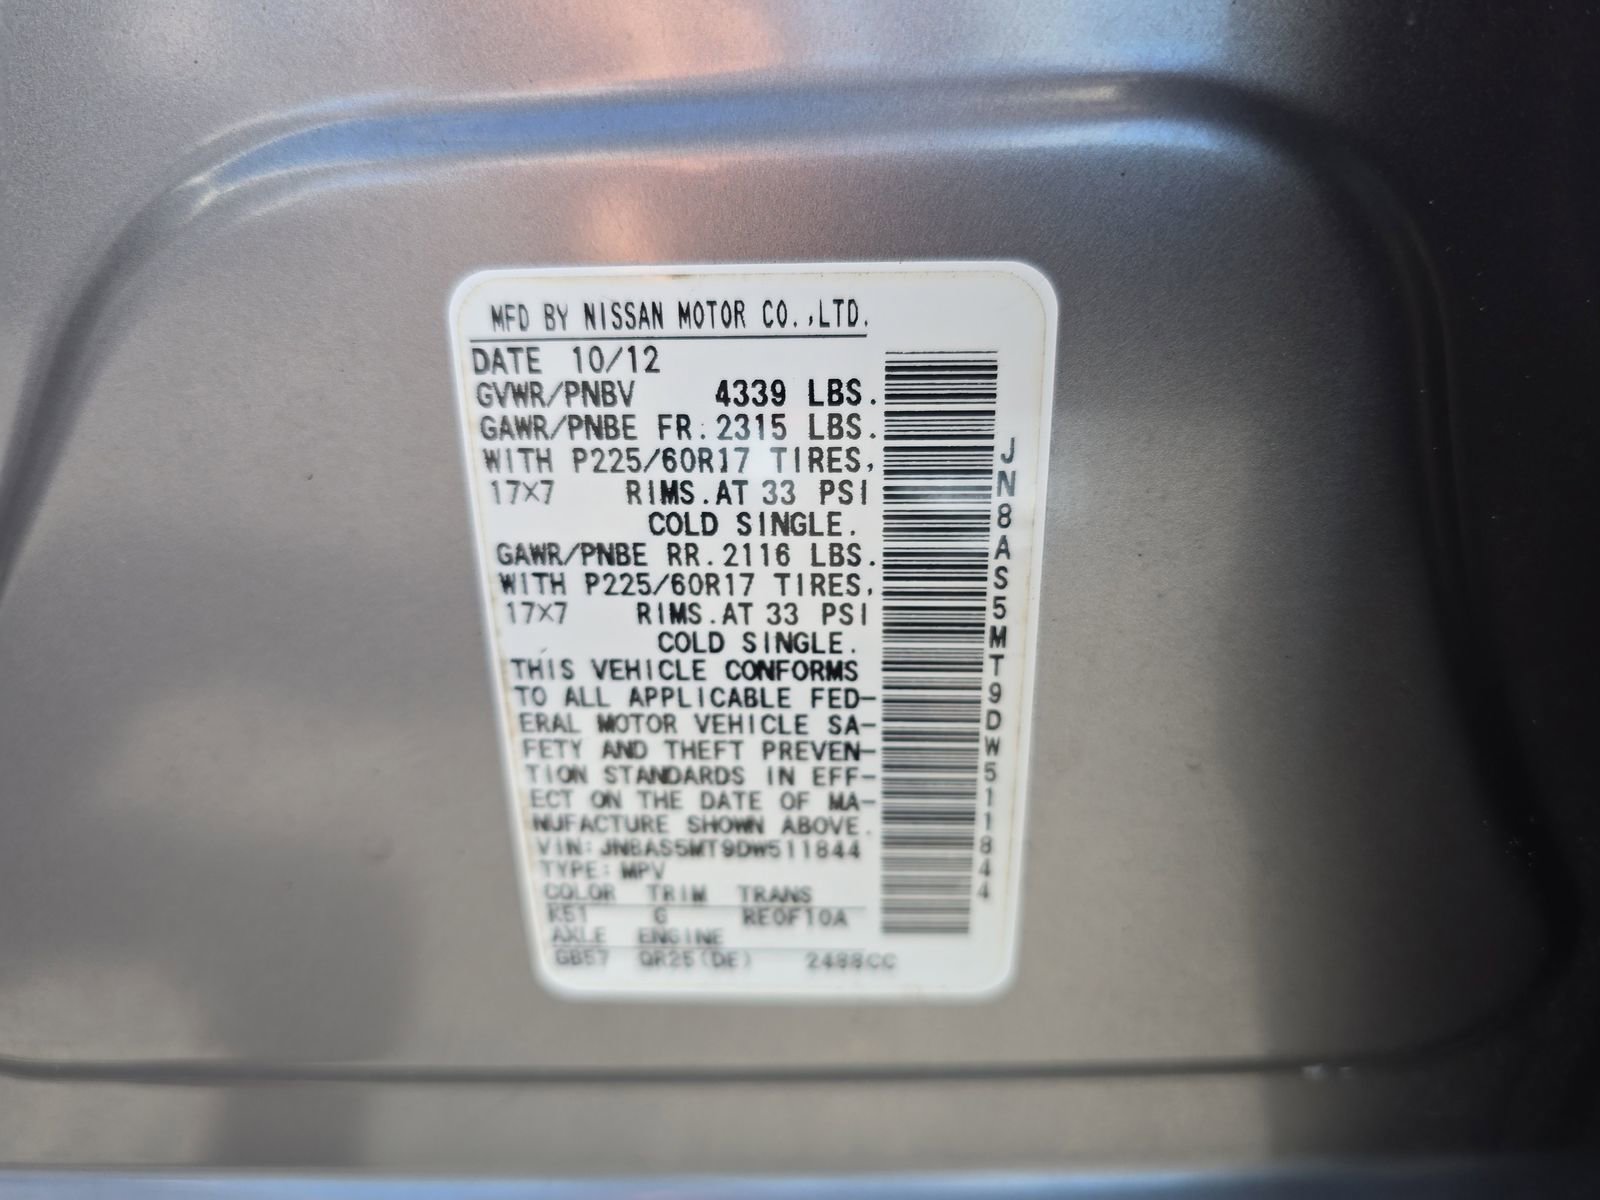 MFD BY NISSAN MOTOR CO.,LTD.
DATE 10/12
GVWR/PNBV 4339 LBS.
GAWR/PNBE FR. 2315 LBS.
WITH P225/60R17 TIRES,
17X7 RIMS.AT 33 PSI
COLD SINGLE.
GAWR/PNBE RR. 2116 LBS.
WITH P225/60R17 TIRES,
17X7 RIMS.AT 33 PSI
COLD SINGLE.
THIS VEHICLE CONFORMS
TO ALL APPLICABLE FED-
ERAL MOTOR VEHICLE SA-
FETY AND THEFT PREVEN-
TION STANDARDS IN EFF-
ECT ON THE DATE OF MA-
NUFACTURE SHOWN ABOVE.
VIN: JN8AS5MT9DW511844
TYPE: MPV
COLOR TRIM TRANS
K51 G RE0F10A
AXLE ENGINE
GB57 QR25(DE) 2488CC
JN8AS5MT9DW511844